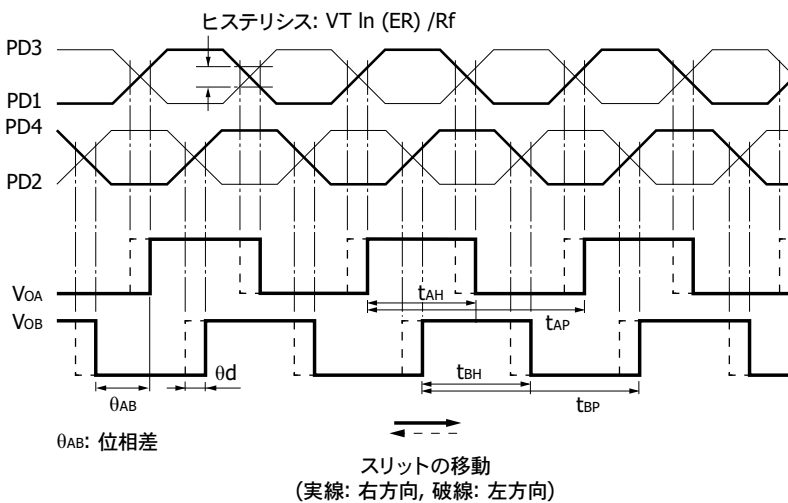 ヒステリシス: VT ln (ER) /Rf
PD3
PD1
PD4
PD2
VOA
tAH
tAP
VOB
θAB
θd
tBH
tBP
θAB: 位相差
スリットの移動
(実線: 右方向, 破線: 左方向)